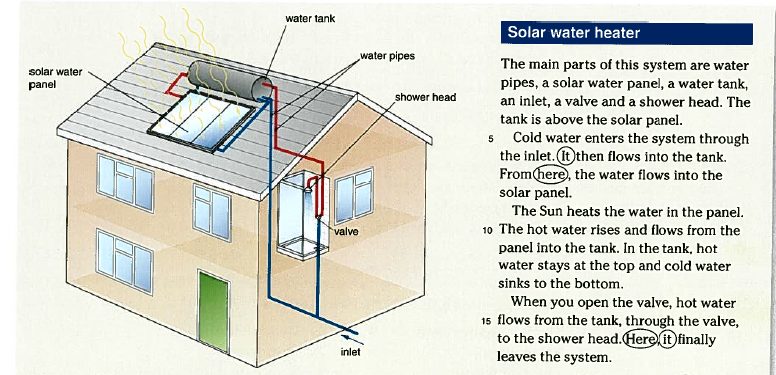 water tank
water pipes
solar water
panel
shower head
valve
inlet
Solar water heater
The main parts of this system are water
pipes, a solar water panel, a water tank,
an inlet, a valve and a shower head. The
tank is above the solar panel.
5 Cold water enters the system through
the inlet. It then flows into the tank.
From here, the water flows into the
solar panel.
The Sun heats the water in the panel.
10 The hot water rises and flows from the
panel into the tank. In the tank, hot
water stays at the top and cold water
sinks to the bottom.
When you open the valve, hot water
15 flows from the tank, through the valve,
to the shower head. Here, it finally
leaves the system.